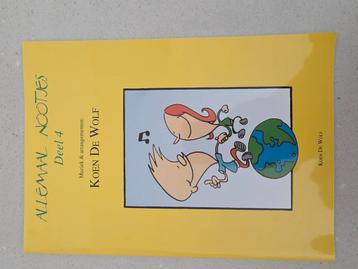 ALLEMAAL NOOTJES
Deel 4
Muziek & arrangementen:
KOEN DE WOLF
KOEN DE WOLF